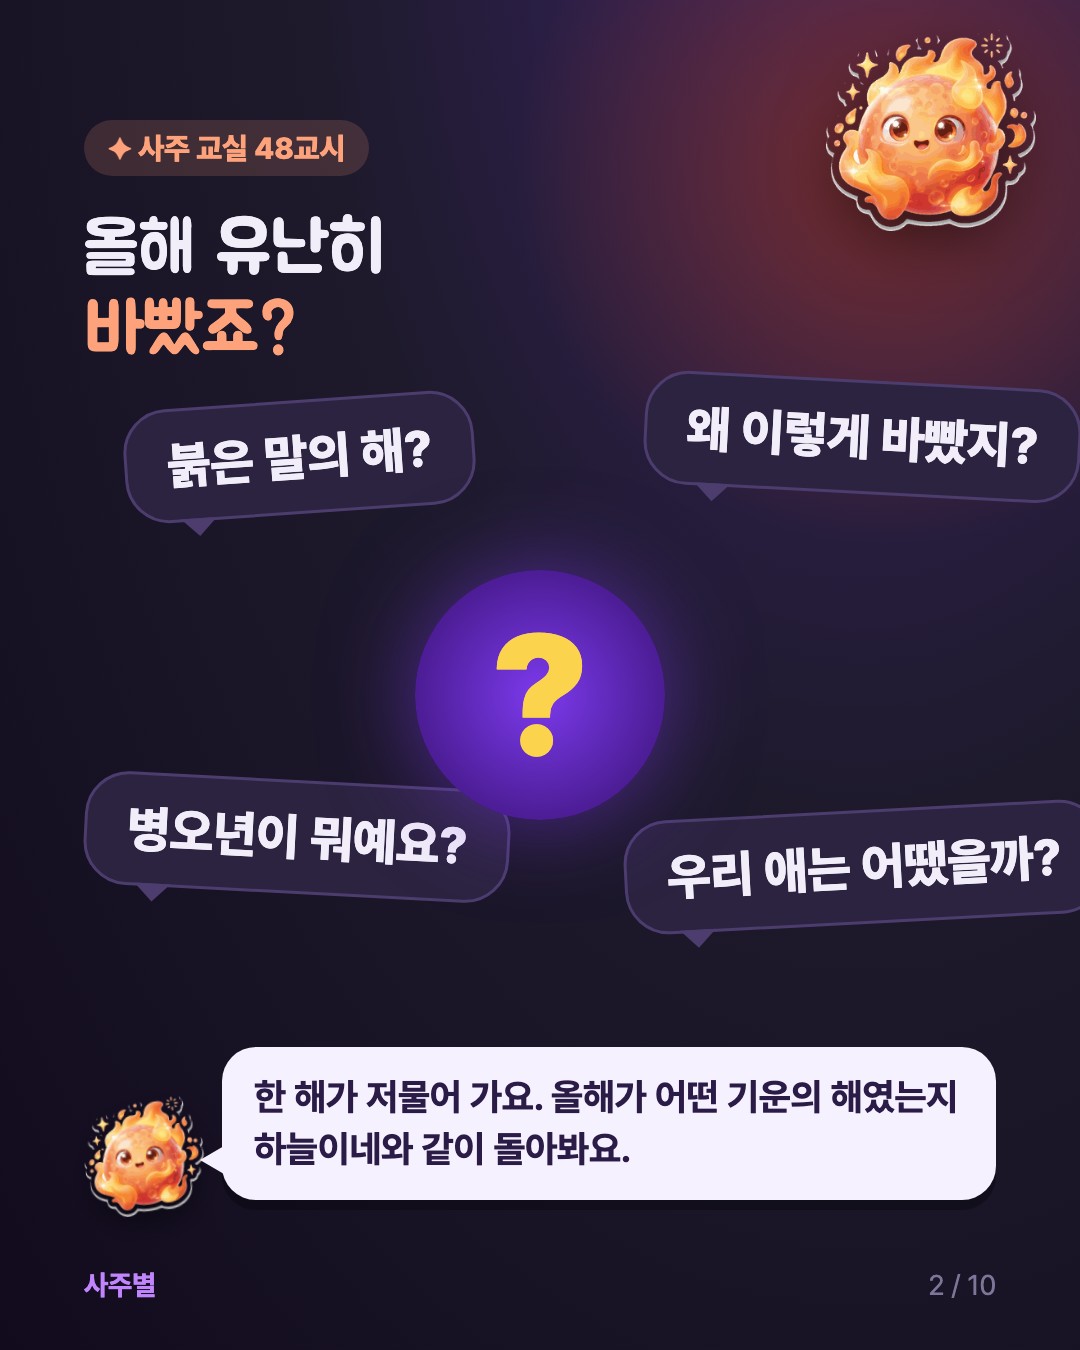 사주 교실 48교시
올해 유난히
바빴죠?
붉은 말의 해?
왜 이렇게 바빴지?
?
병오년이 뭐예요?
우리 애는 어땠을까?
한 해가 저물어 가요. 올해가 어떤 기운의 해였는지
하늘이네와 같이 돌아봐요.
사주별
2 / 10